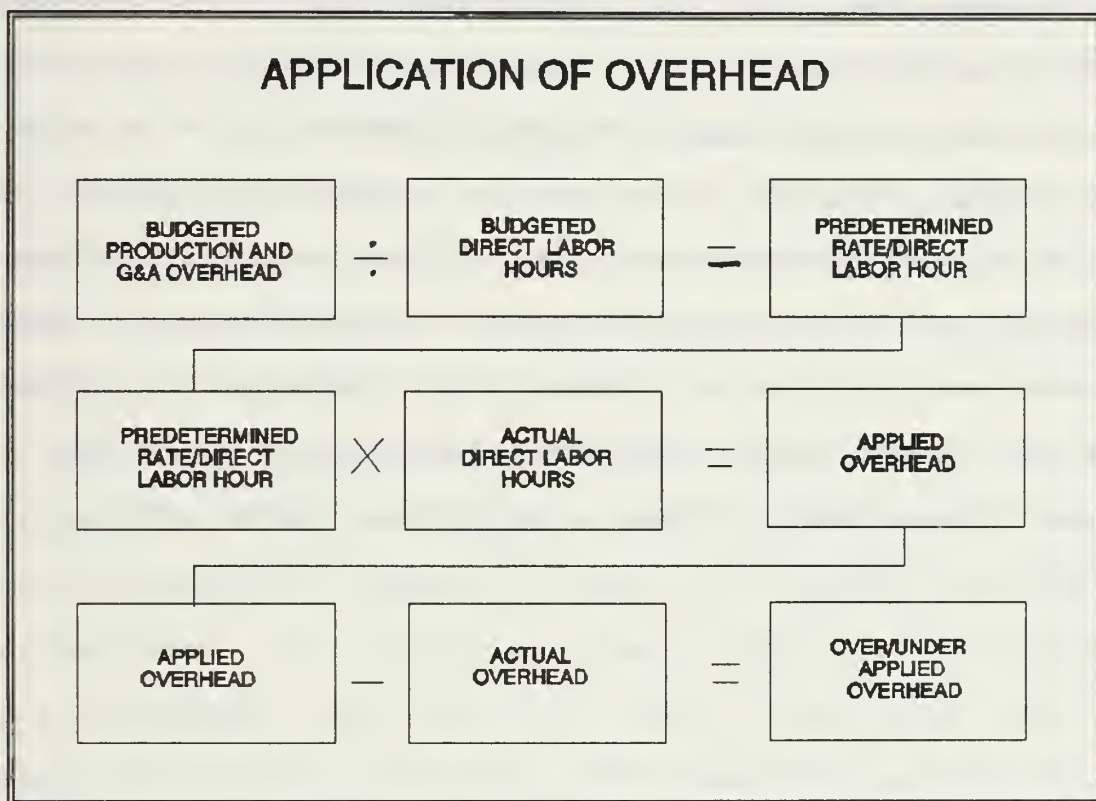 APPLICATION OF OVERHEAD
BUDGETED
PRODUCTION AND
G&A OVERHEAD
÷
BUDGETED
DIRECT LABOR
HOURS
=
PREDETERMINED
RATE/DIRECT
LABOR HOUR
PREDETERMINED
RATE/DIRECT
LABOR HOUR
X
ACTUAL
DIRECT LABOR
HOURS
=
APPLIED
OVERHEAD
APPLIED
OVERHEAD
—
ACTUAL
OVERHEAD
=
OVER/UNDER
APPLIED
OVERHEAD